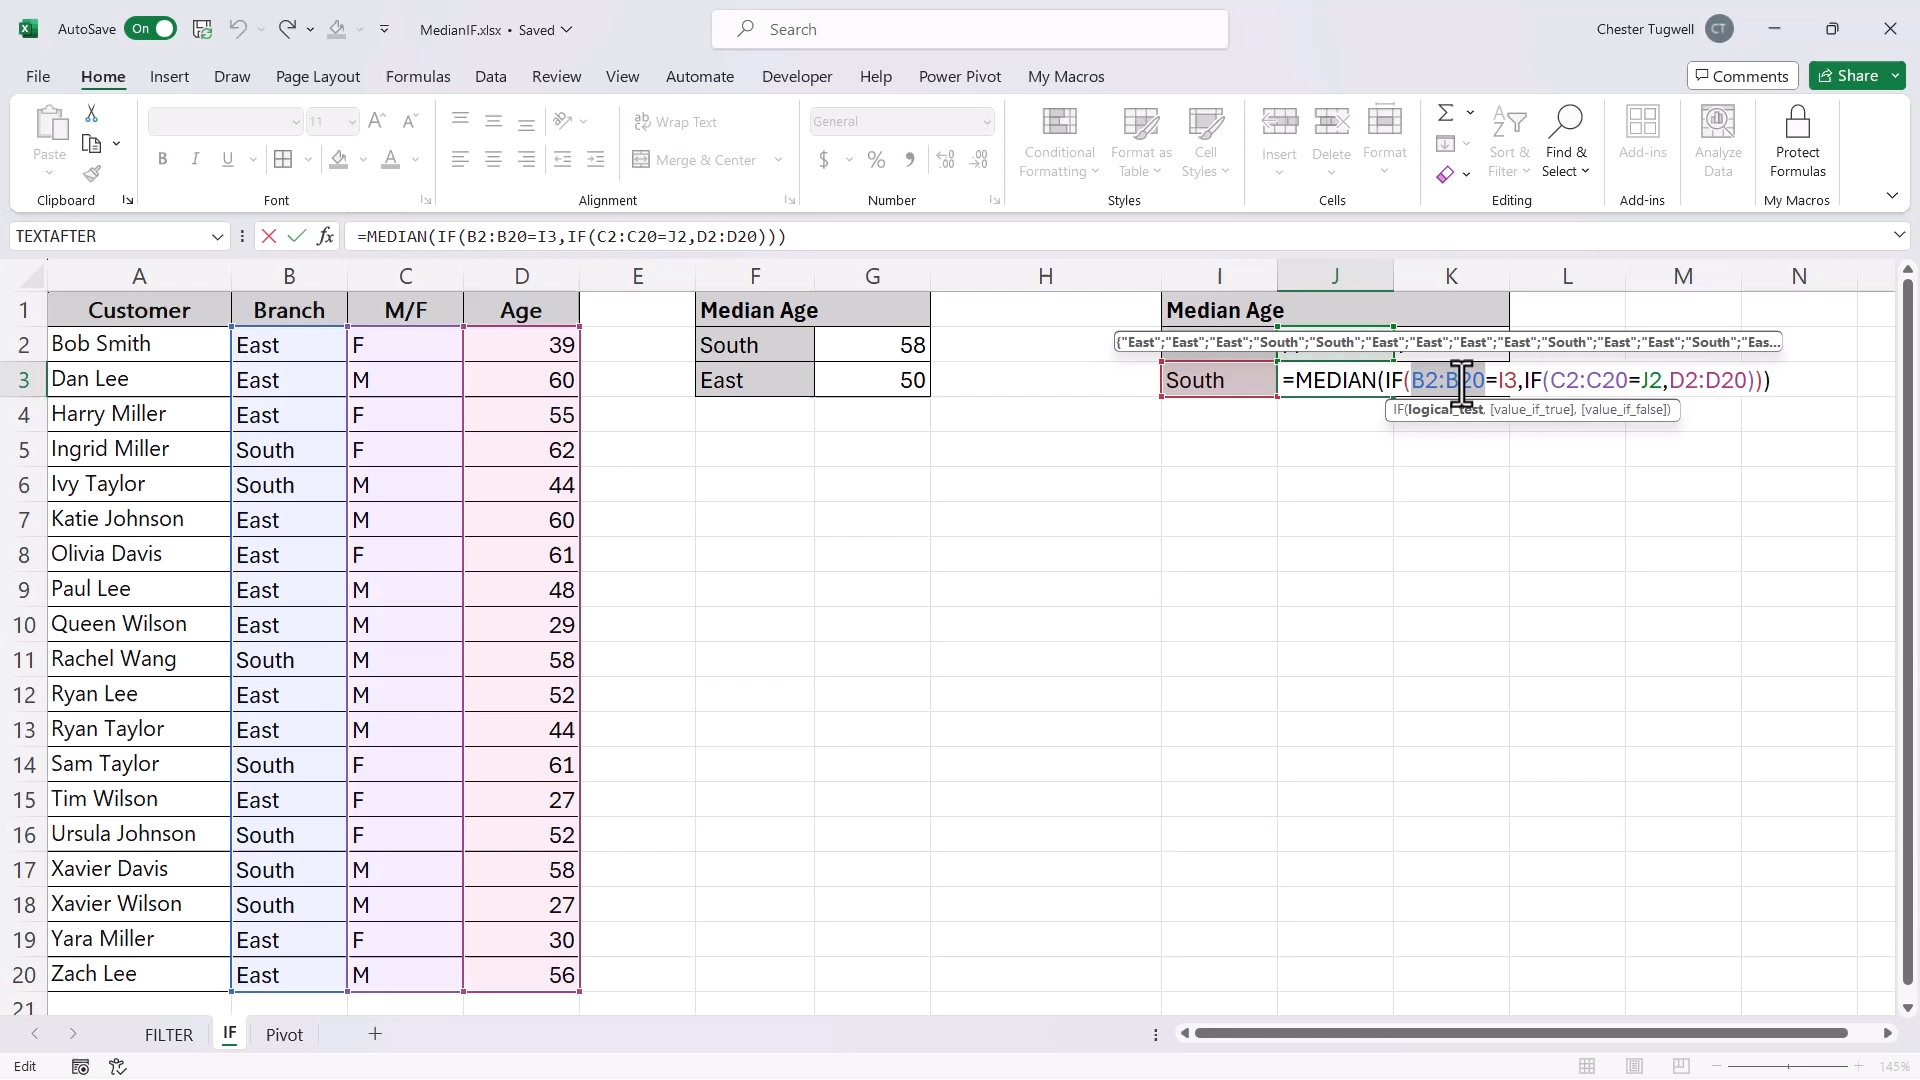 AutoSave On MedianIF.xlsx • Saved Search Chester Tugwell CT
File Home Insert Draw Page Layout Formulas Data Review View Automate Developer Help Power Pivot My Macros Comments Share
Paste 11 A A ab Wrap Text General Conditional Formatting Format as Table Cell Styles Insert Delete Format Sort & Filter Find & Select Add-ins Analyze Data Protect Formulas
B I U A Merge & Center $ %
Clipboard Font Alignment Number Styles Cells Editing Add-ins My Macros
TEXTAFTER fx =MEDIAN(IF(B2:B20=I3,IF(C2:C20=J2,D2:D20)))
A B C D E F G H I J K L M N
1 Customer Branch M/F Age Median Age Median Age
2 Bob Smith East F 39 South 58 {"East";"East";"East";"South";"South";"East";"East";"East";"East";"South";"East";"East";"South";"Eas...
3 Dan Lee East M 60 East 50 South =MEDIAN(IF(B2:B20=I3,IF(C2:C20=J2,D2:D20)))
4 Harry Miller East F 55 IF(logical_test, [value_if_true], [value_if_false])
5 Ingrid Miller South F 62
6 Ivy Taylor South M 44
7 Katie Johnson East M 60
8 Olivia Davis East F 61
9 Paul Lee East M 48
10 Queen Wilson East M 29
11 Rachel Wang South M 58
12 Ryan Lee East M 52
13 Ryan Taylor East M 44
14 Sam Taylor South F 61
15 Tim Wilson East F 27
16 Ursula Johnson South F 52
17 Xavier Davis South M 58
18 Xavier Wilson South M 27
19 Yara Miller East F 30
20 Zach Lee East M 56
21
FILTER IF Pivot
Edit 145%